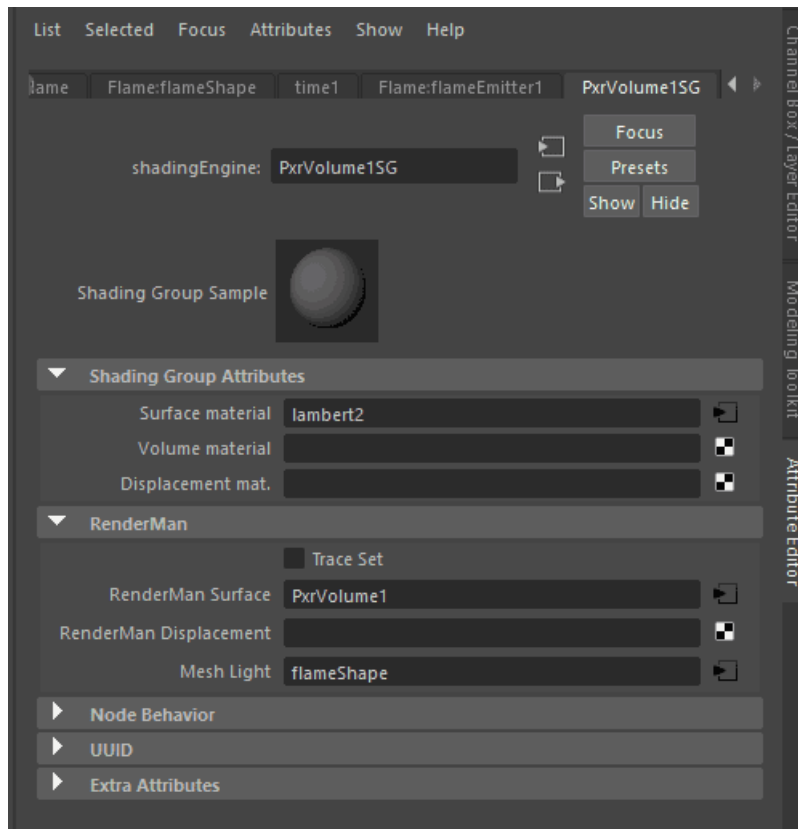 List Selected Focus Attributes Show Help
lame Flame:flameShape time1 Flame:flameEmitter1 PxrVolume1SG
Focus
shadingEngine: PxrVolume1SG
Presets
Show Hide
Shading Group Sample
Shading Group Attributes
Surface material lambert2
Volume material
Displacement mat.
RenderMan
Trace Set
RenderMan Surface PxrVolume1
RenderMan Displacement
Mesh Light flameShape
Node Behavior
UUID
Extra Attributes
Channel Box / Layer Editor
Modeling Toolkit
Attribute Editor